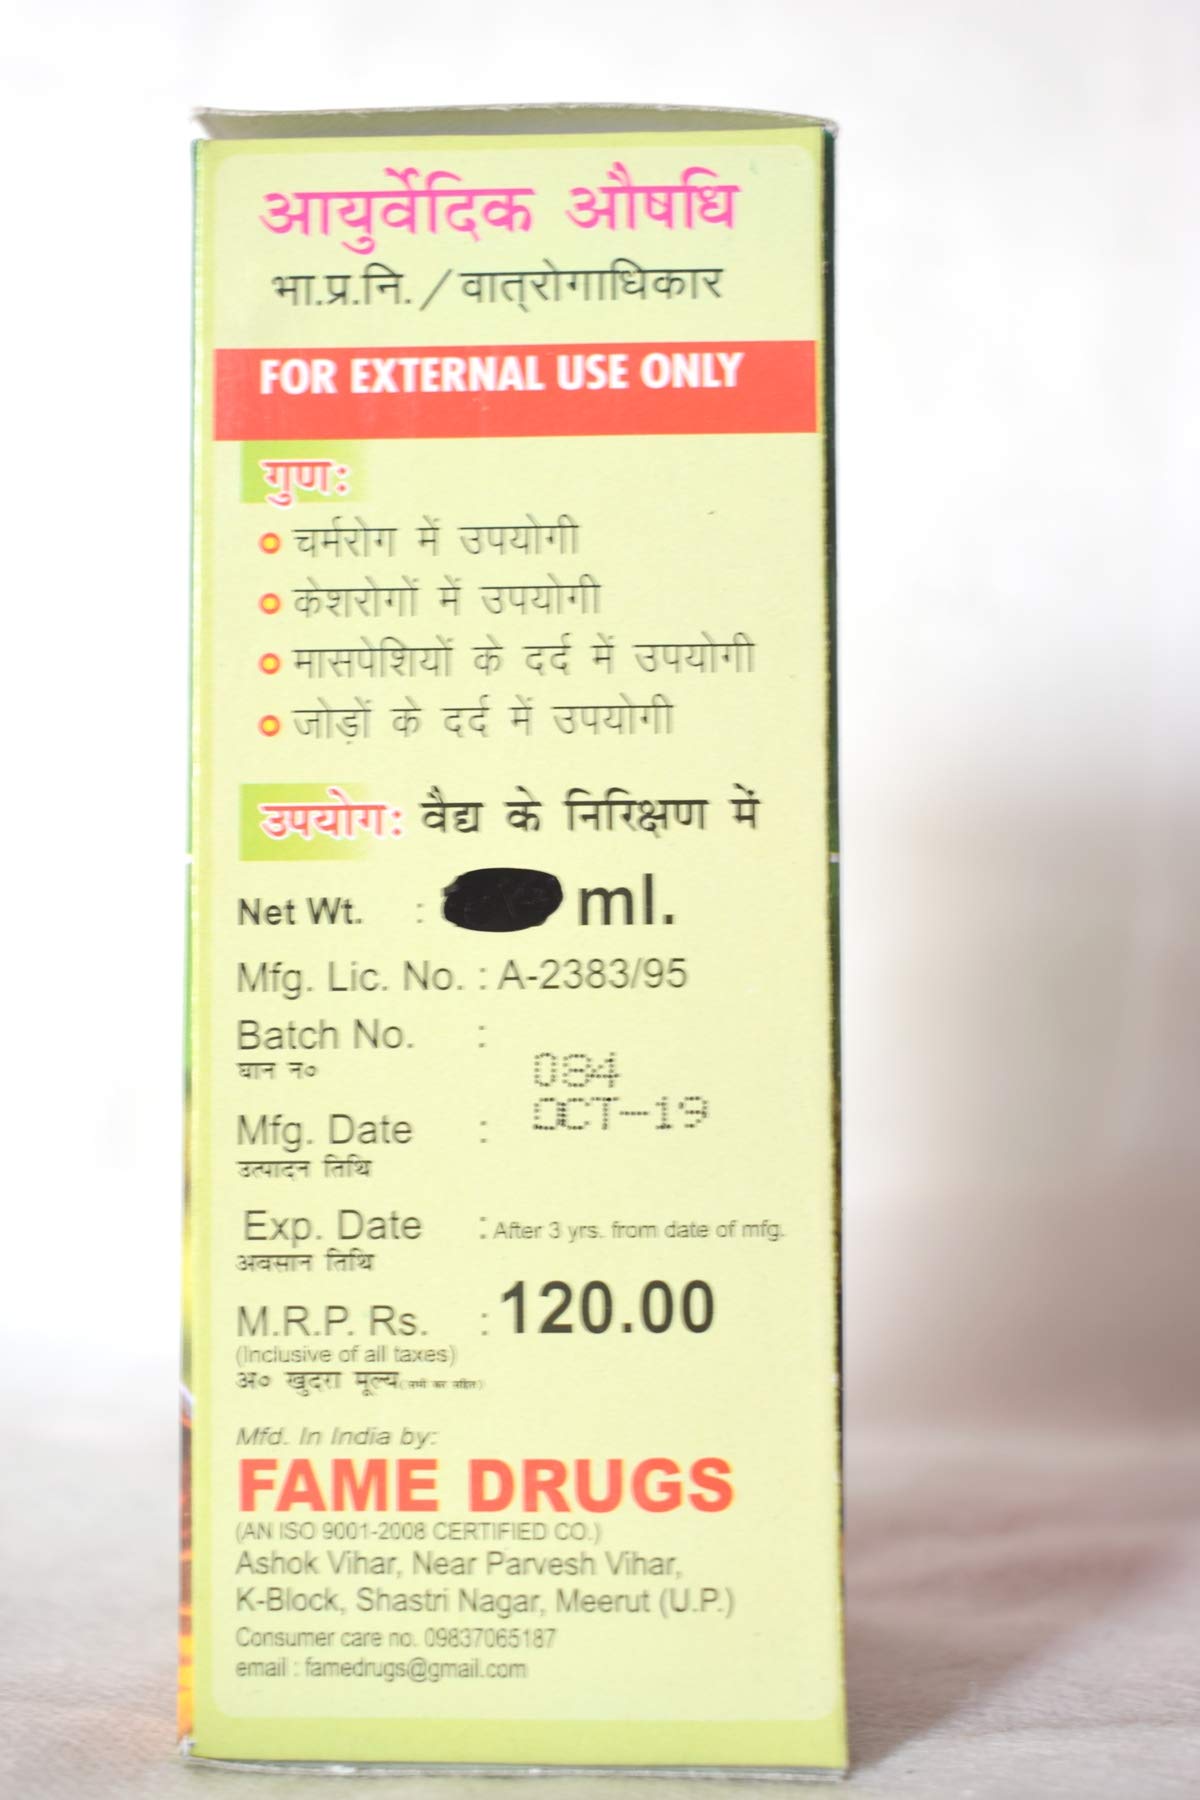 आयुर्वेदिक औषधि
भा.प्र.नि./वात्रोगाधिकार
FOR EXTERNAL USE ONLY
गुण:
चर्मरोग में उपयोगी
केशरोगों में उपयोगी
मासपेशियों के दर्द में उपयोगी
जोड़ों के दर्द में उपयोगी
उपयोग: वैद्य के निरिक्षण में
Net Wt. : ml.
Mfg. Lic. No. : A-2383/95
Batch No. :
घान न०
084
OCT-19
Mfg. Date :
उत्पादन तिथि
Exp. Date : After 3 yrs. from date of mfg.
अवसान तिथि
M.R.P. Rs. : 120.00
(Inclusive of all taxes)
अ० खुदरा मूल्य (सभी कर सहित)
Mfd. In India by:
FAME DRUGS
(AN ISO 9001-2008 CERTIFIED CO.)
Ashok Vihar, Near Parvesh Vihar,
K-Block, Shastri Nagar, Meerut (U.P.)
Consumer care no. 09837065187
email : famedrugs@gmail.com